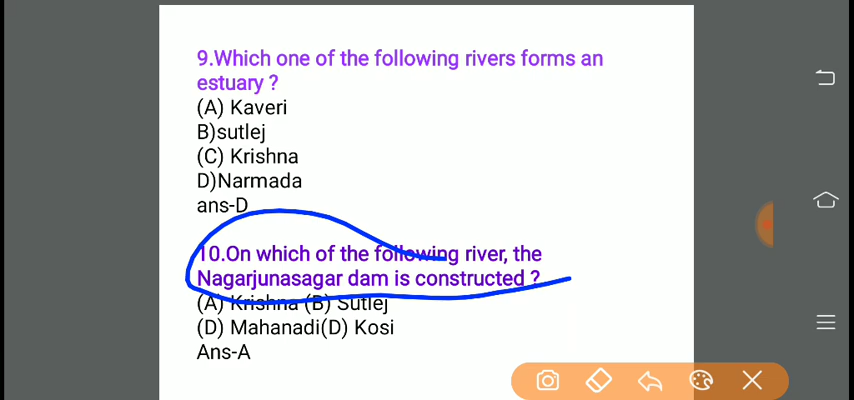 9.Which one of the following rivers forms an
estuary ?
(A) Kaveri
B)sutlej
(C) Krishna
D)Narmada
ans-D
10.On which of the following river, the
Nagarjunasagar dam is constructed ?
(A) Krishna (B) Sutlej
(D) Mahanadi(D) Kosi
Ans-A